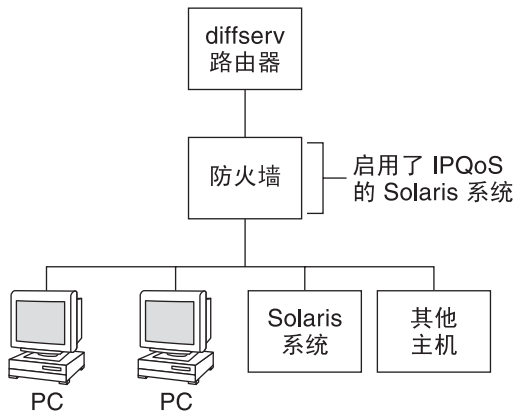 diffserv
路由器
防火墙
启用了 IPQoS
的 Solaris 系统
Solaris
系统
其他
主机
PC
PC